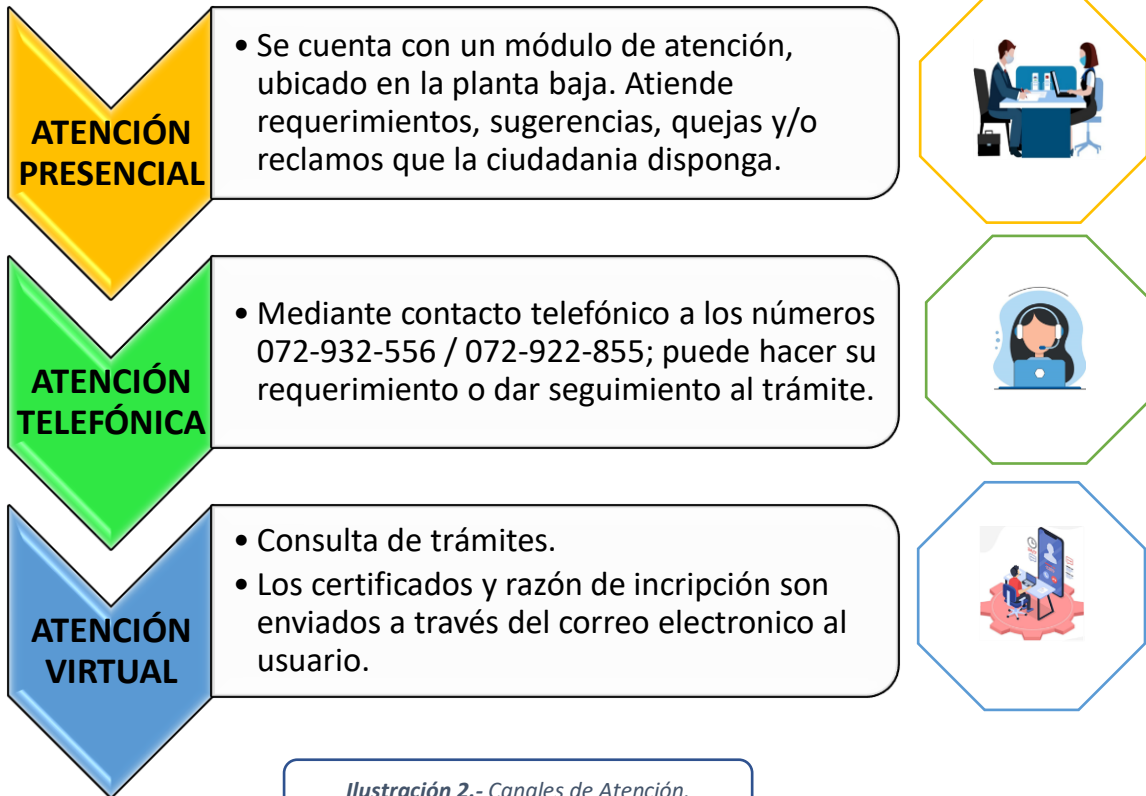 ATENCIÓN
PRESENCIAL
• Se cuenta con un módulo de atención,
ubicado en la planta baja. Atiende
requerimientos, sugerencias, quejas y/o
reclamos que la ciudadania disponga.
ATENCIÓN
TELEFÓNICA
• Mediante contacto telefónico a los números
072-932-556 / 072-922-855; puede hacer su
requerimiento o dar seguimiento al trámite.
ATENCIÓN
VIRTUAL
• Consulta de trámites.
• Los certificados y razón de incripción son
enviados a través del correo electronico al
usuario.
Ilustración 2.- Canales de Atención.